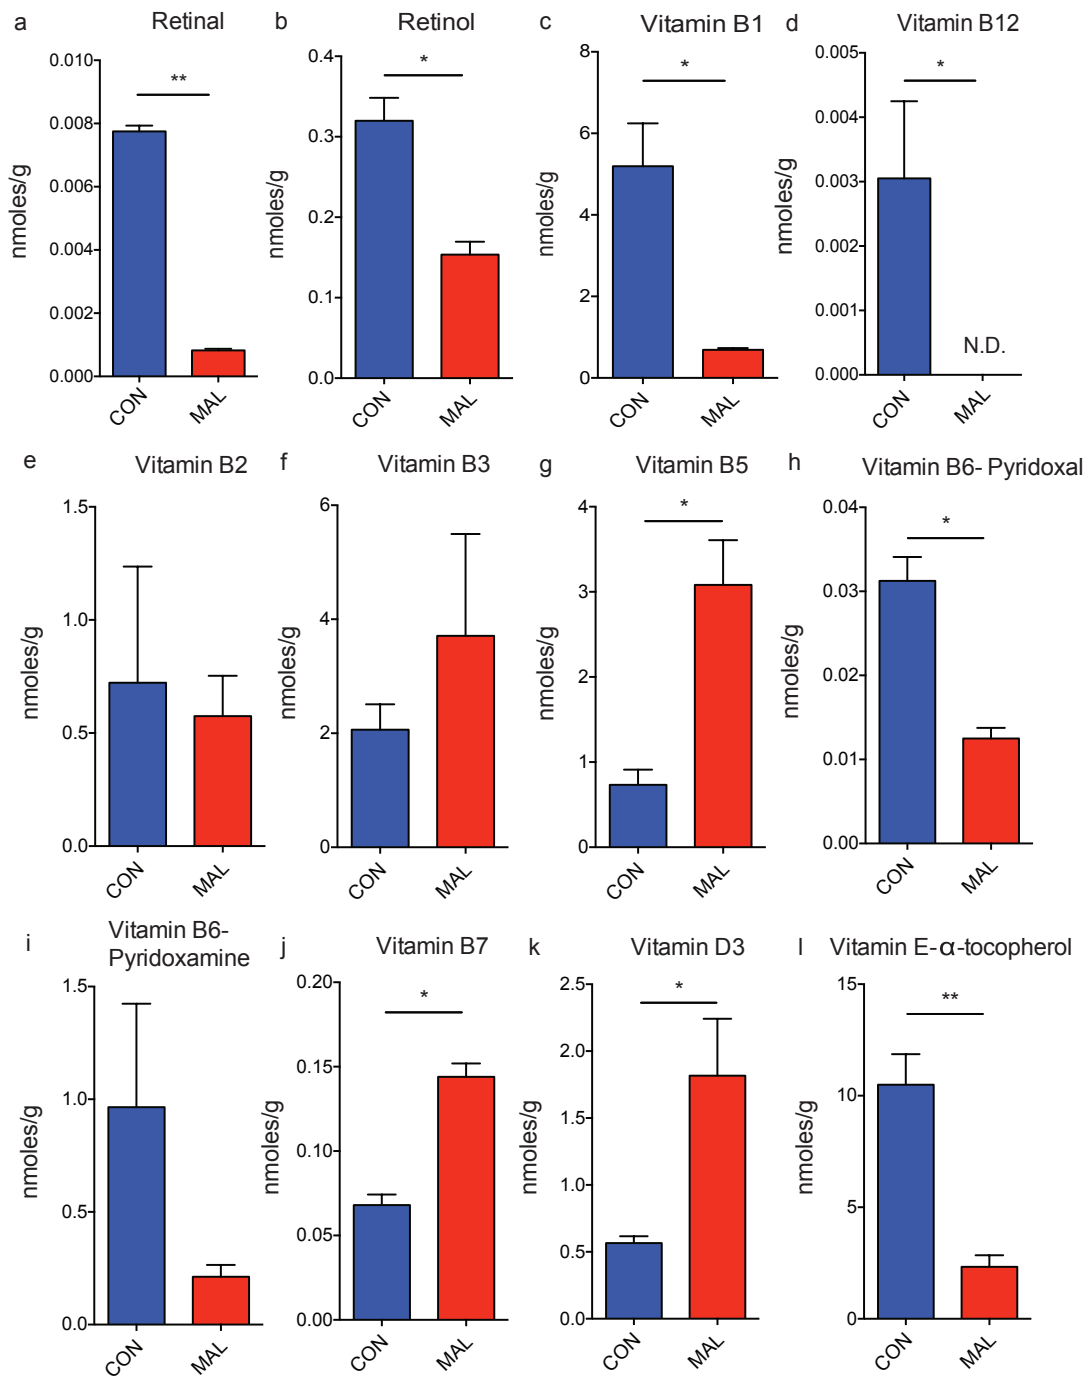 a
Retinal
0.010
0.008
0.006
0.004
0.002
0.000
nmoles/g
**
CON
MAL
b
Retinol
0.4
0.3
0.2
0.1
0.0
nmoles/g
*
CON
MAL
c
Vitamin B1
8
6
4
2
0
nmoles/g
*
CON
MAL
d
Vitamin B12
0.005
0.004
0.003
0.002
0.001
0.000
nmoles/g
*
N.D.
CON
MAL
e
Vitamin B2
1.5
1.0
0.5
0.0
nmoles/g
CON
MAL
f
Vitamin B3
6
4
2
0
nmoles/g
CON
MAL
g
Vitamin B5
4
3
2
1
0
nmoles/g
*
CON
MAL
h
Vitamin B6- Pyridoxal
0.04
0.03
0.02
0.01
0.00
nmoles/g
*
CON
MAL
i
Vitamin B6-
Pyridoxamine
1.5
1.0
0.5
0.0
nmoles/g
CON
MAL
j
Vitamin B7
0.20
0.15
0.10
0.05
0.00
nmoles/g
*
CON
MAL
k
Vitamin D3
2.5
2.0
1.5
1.0
0.5
0.0
nmoles/g
*
CON
MAL
l
Vitamin E-α-tocopherol
15
10
5
0
nmoles/g
**
CON
MAL